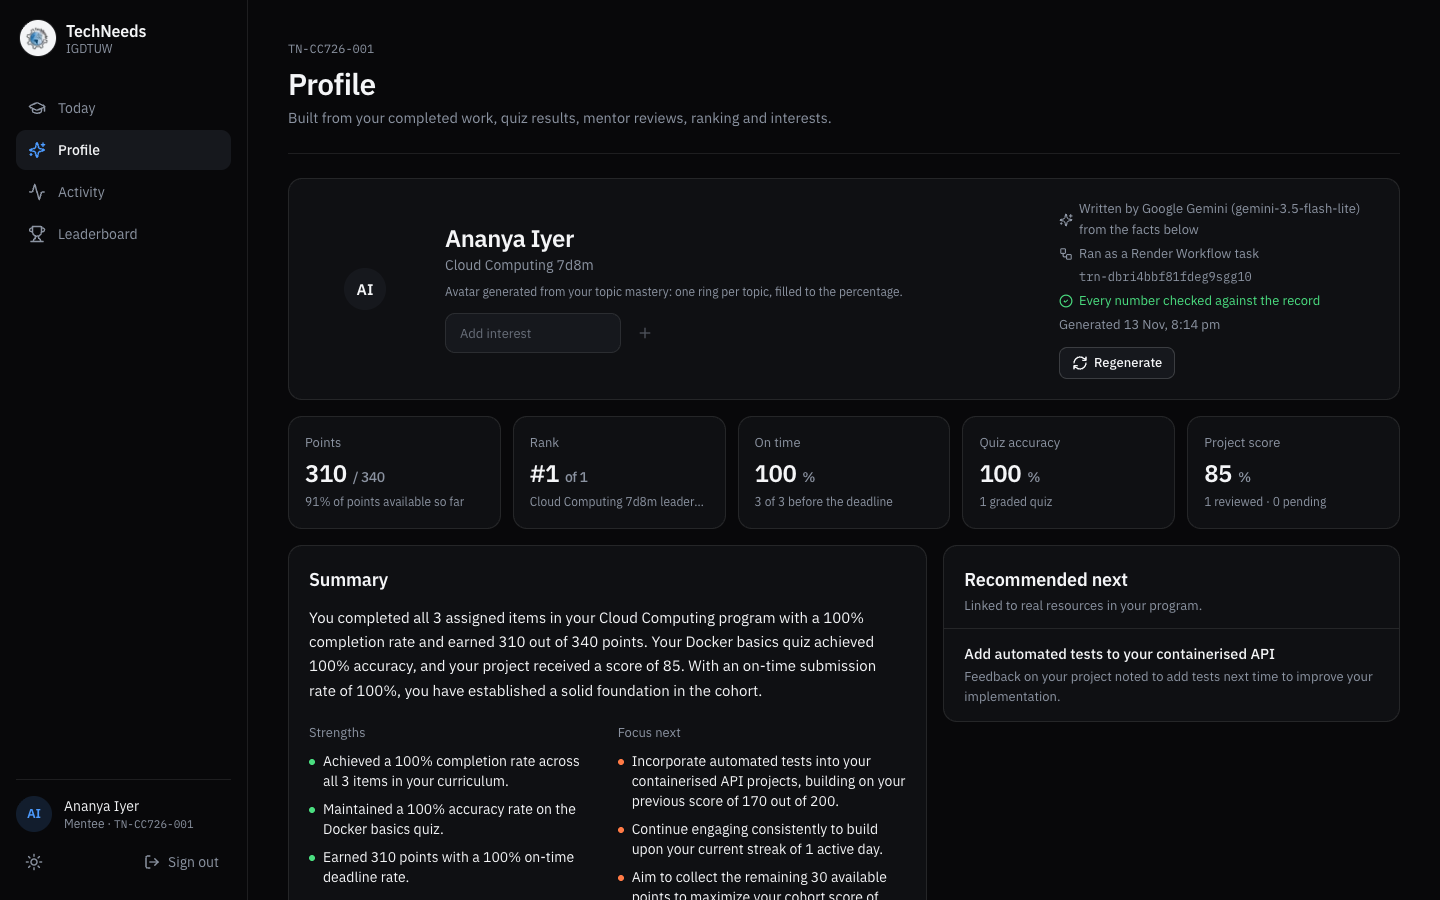 TechNeeds
IGDTUW
Today
Profile
Activity
Leaderboard
Ananya Iyer
Mentee · TN-CC726-001
Sign out
AI
TN-CC726-001
Profile
Built from your completed work, quiz results, mentor reviews, ranking and interests.
AI
Ananya Iyer
Cloud Computing 7d8m
Avatar generated from your topic mastery: one ring per topic, filled to the percentage.
Add interest
Written by Google Gemini (gemini-3.5-flash-lite)
from the facts below
Ran as a Render Workflow task
trn-dbri4bbf81fdeg9sgg10
Every number checked against the record
Generated 13 Nov, 8:14 pm
Regenerate
Points
310 / 340
91% of points available so far
Rank
#1 of 1
Cloud Computing 7d8m leader...
On time
100 %
3 of 3 before the deadline
Quiz accuracy
100 %
1 graded quiz
Project score
85 %
1 reviewed · 0 pending
Summary
You completed all 3 assigned items in your Cloud Computing program with a 100%
completion rate and earned 310 out of 340 points. Your Docker basics quiz achieved
100% accuracy, and your project received a score of 85. With an on-time submission
rate of 100%, you have established a solid foundation in the cohort.
Strengths
Achieved a 100% completion rate across
all 3 items in your curriculum.
Maintained a 100% accuracy rate on the
Docker basics quiz.
Earned 310 points with a 100% on-time
deadline rate.
Focus next
Incorporate automated tests into your
containerised API projects, building on your
previous score of 170 out of 200.
Continue engaging consistently to build
upon your current streak of 1 active day.
Aim to collect the remaining 30 available
points to maximize your cohort score of
Recommended next
Linked to real resources in your program.
Add automated tests to your containerised API
Feedback on your project noted to add tests next time to improve your
implementation.